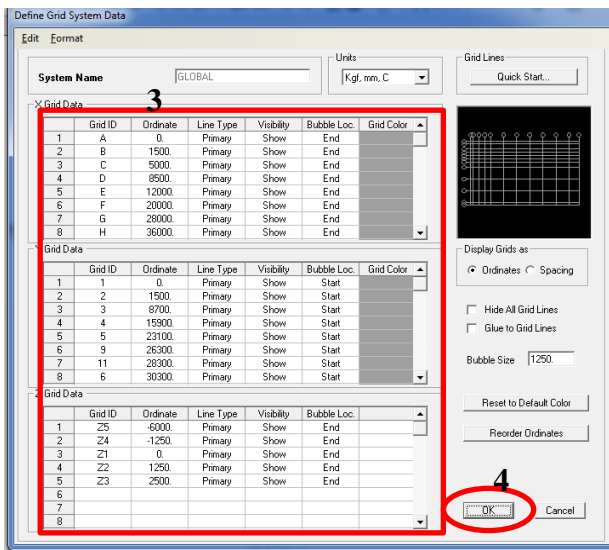 Define Grid System Data
Edit Format
System Name GLOBAL
Units
Kgf, mm, C
Grid Lines
Quick Start...
3
X Grid Data
Grid ID Ordinate Line Type Visibility Bubble Loc. Grid Color
1 A 0. Primary Show End
2 B 1500. Primary Show End
3 C 5000. Primary Show End
4 D 8500. Primary Show End
5 E 12000. Primary Show End
6 F 20000. Primary Show End
7 G 28000. Primary Show End
8 H 36000. Primary Show End
Y Grid Data
Grid ID Ordinate Line Type Visibility Bubble Loc. Grid Color
1 1 0. Primary Show Start
2 2 1500. Primary Show Start
3 3 8700. Primary Show Start
4 4 15900. Primary Show Start
5 5 23100. Primary Show Start
6 9 26300. Primary Show Start
7 11 28300. Primary Show Start
8 6 30300. Primary Show Start
Z Grid Data
Grid ID Ordinate Line Type Visibility Bubble Loc.
1 Z5 -6000. Primary Show End
2 Z4 -1250. Primary Show End
3 Z1 0. Primary Show End
4 Z2 1250. Primary Show End
5 Z3 2500. Primary Show End
6
7
8
Display Grids as
Ordinates Spacing
Hide All Grid Lines
Glue to Grid Lines
Bubble Size 1250.
Reset to Default Color
Reorder Ordinates
4
OK Cancel